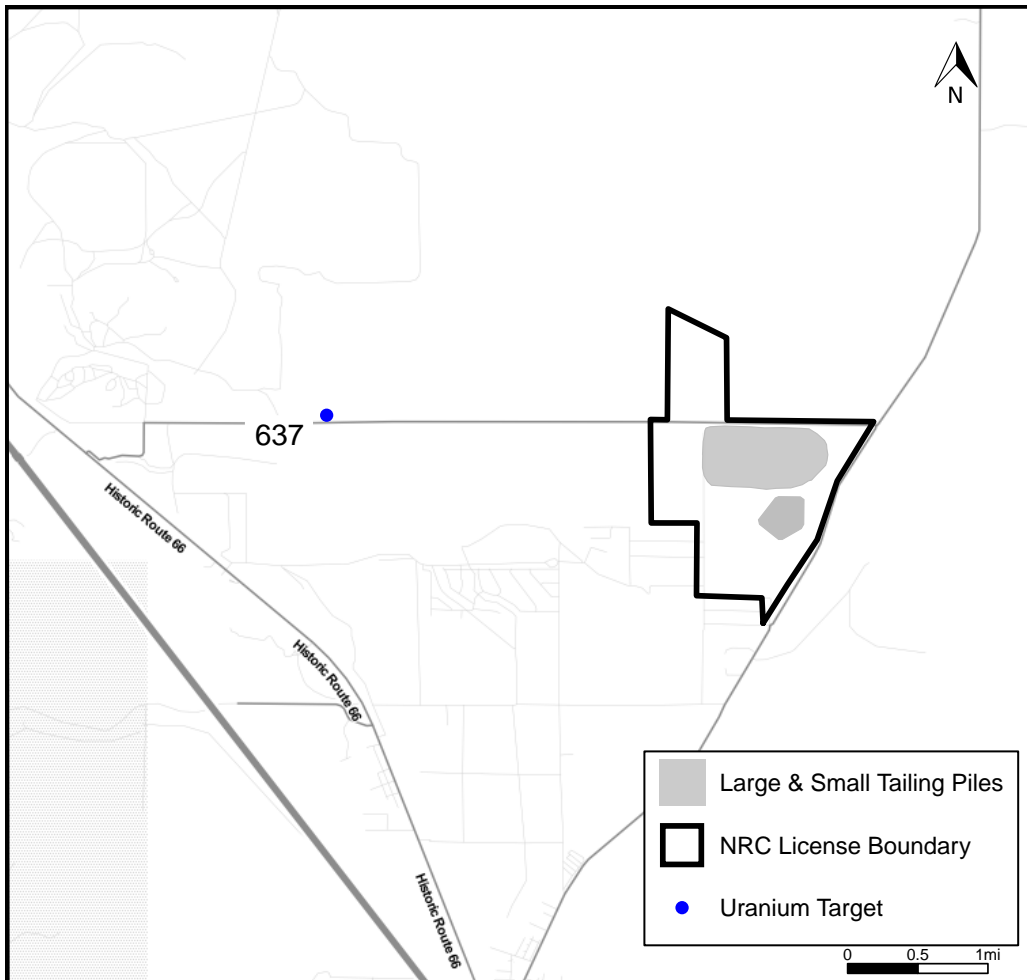 N
637
Historic Route 66
Historic Route 66
Historic Route 66
Large & Small Tailing Piles
NRC License Boundary
Uranium Target
0 0.5 1mi